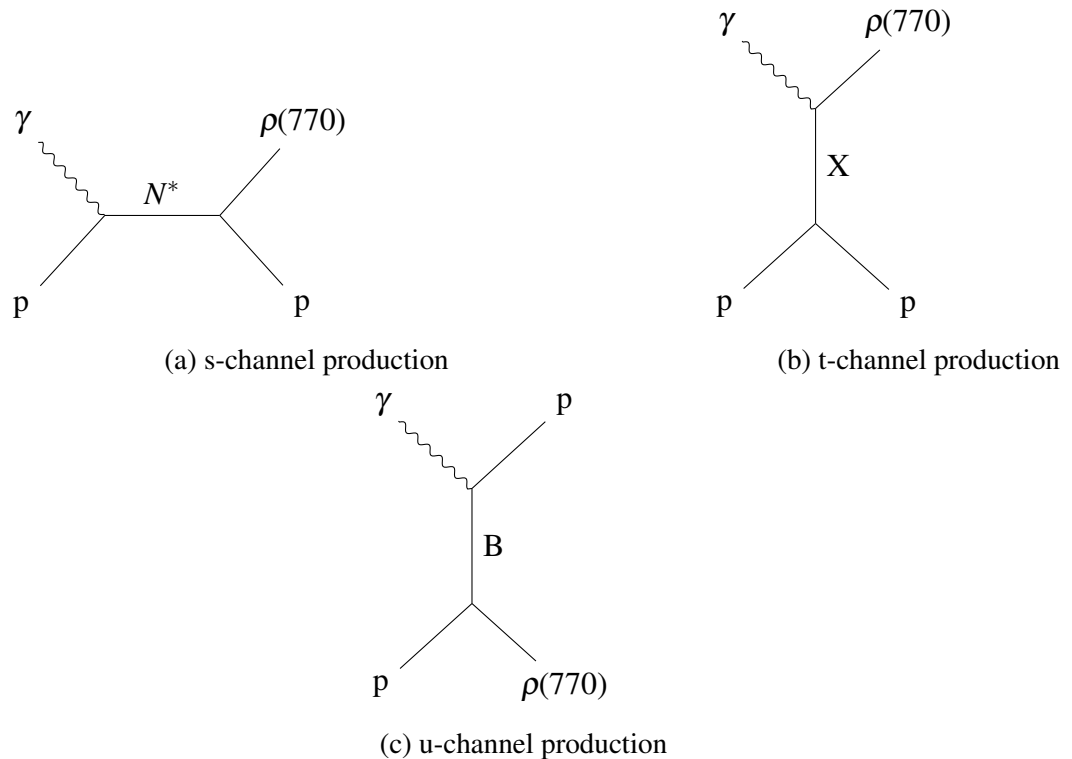 γ
ρ(770)
N*
p
p
(a) s-channel production
γ
ρ(770)
X
p
p
(b) t-channel production
γ
p
B
p
ρ(770)
(c) u-channel production